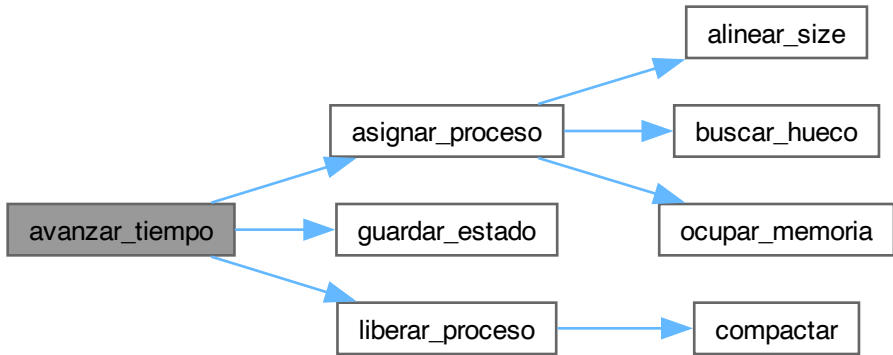 avanzar_tiempo
asignar_proceso
guardar_estado
liberar_proceso
alinear_size
buscar_hueco
ocupar_memoria
compactar